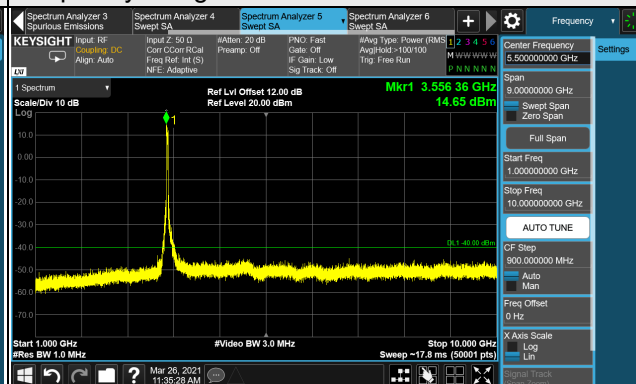 Spectrum Analyzer 3
Spurious Emissions
Spectrum Analyzer 4
Swept SA
Spectrum Analyzer 5
Swept SA
Spectrum Analyzer 6
Swept SA
Frequency
KEYSIGHT
LXI
Input: RF
Coupling: DC
Align: Auto
Input Z: 50 Ω
Corr CCorr RCal
Freq Ref: Int (S)
NFE: Adaptive
#Atten: 20 dB
Preamp: Off
PNO: Fast
Gate: Off
IF Gain: Low
Sig Track: Off
#Avg Type: Power (RMS
Avg|Hold:>100/100
Trig: Free Run
1 2 3 4 5 6
M W W W W W
P N N N N N
1 Spectrum
Scale/Div 10 dB
Ref Lvl Offset 12.00 dB
Ref Level 20.00 dBm
Mkr1 3.556 36 GHz
14.65 dBm
Log
1
10.0
0.00
-10.0
-20.0
-30.0
-40.0
-50.0
-60.0
-70.0
DL1 -40.00 dBm
Start 1.000 GHz
#Res BW 1.0 MHz
#Video BW 3.0 MHz
Stop 10.000 GHz
Sweep ~17.8 ms (50001 pts)
Center Frequency
5.500000000 GHz
Settings
Span
9.00000000 GHz
Swept Span
Zero Span
Full Span
Start Freq
1.000000000 GHz
Stop Freq
10.000000000 GHz
AUTO TUNE
CF Step
900.000000 MHz
Auto
Man
Freq Offset
0 Hz
X Axis Scale
Log
Lin
Signal Track
Mar 26, 2021
11:35:28 AM